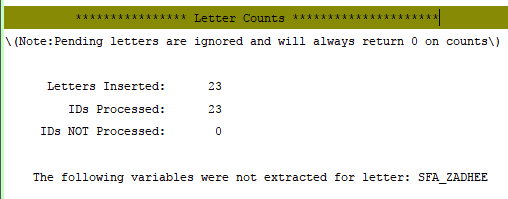 **************** Letter Counts *********************
\(Note:Pending letters are ignored and will always return 0 on counts\)
Letters Inserted: 23
IDs Processed: 23
IDs NOT Processed: 0
The following variables were not extracted for letter: SFA_ZADHEE